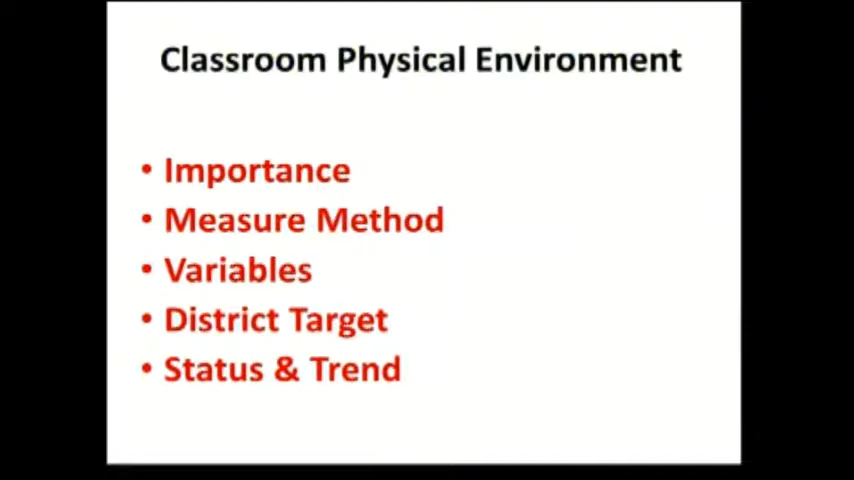 Classroom Physical Environment
• Importance
• Measure Method
• Variables
• District Target
• Status & Trend